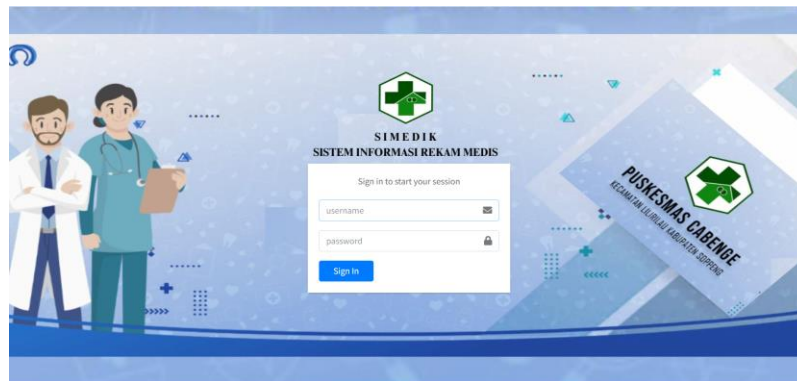 SIMEDIK
SISTEM INFORMASI REKAM MEDIS
Sign in to start your session
username
password
Sign In
PUSKESMAS CABENGE
KECAMATAN LILIRILAU KABUPATEN SOPPENG